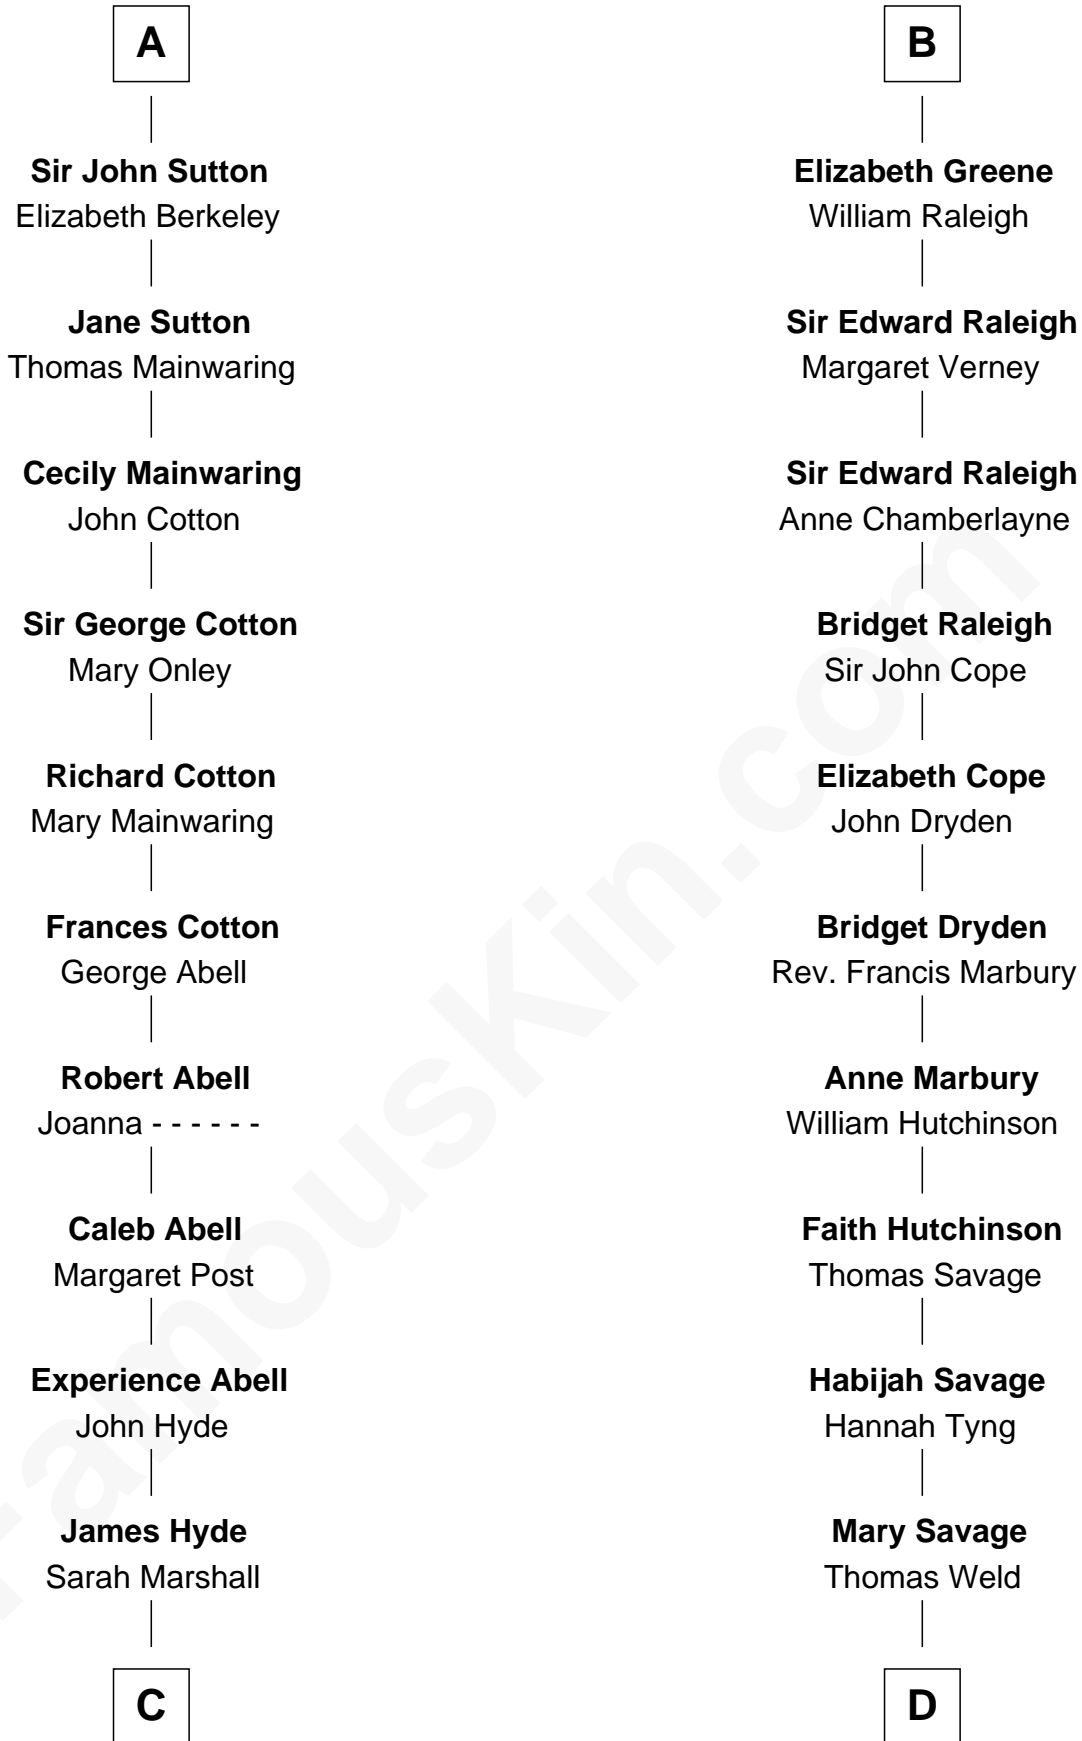 A
Sir John Sutton
Elizabeth Berkeley
Jane Sutton
Thomas Mainwaring
Cecily Mainwaring
John Cotton
Sir George Cotton
Mary Onley
Richard Cotton
Mary Mainwaring
Frances Cotton
George Abell
Robert Abell
Joanna - - - - - -
Caleb Abell
Margaret Post
Experience Abell
John Hyde
James Hyde
Sarah Marshall
C
B
Elizabeth Greene
William Raleigh
Sir Edward Raleigh
Margaret Verney
Sir Edward Raleigh
Anne Chamberlayne
Bridget Raleigh
Sir John Cope
Elizabeth Cope
John Dryden
Bridget Dryden
Rev. Francis Marbury
Anne Marbury
William Hutchinson
Faith Hutchinson
Thomas Savage
Habijah Savage
Hannah Tyng
Mary Savage
Thomas Weld
D
FamousKin.com